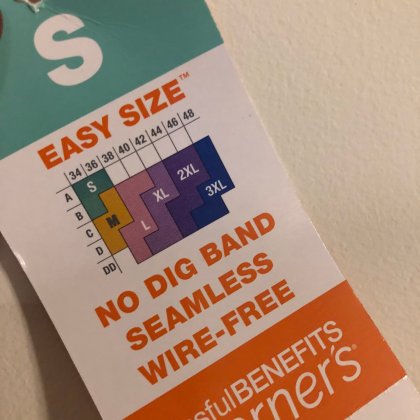 S
EASY SIZE™
34 36 38 40 42 44 46 48
A
B
C
D
DD
S
M
L
XL
2XL
3XL
NO DIG BAND
SEAMLESS
WIRE-FREE
BENEFITS